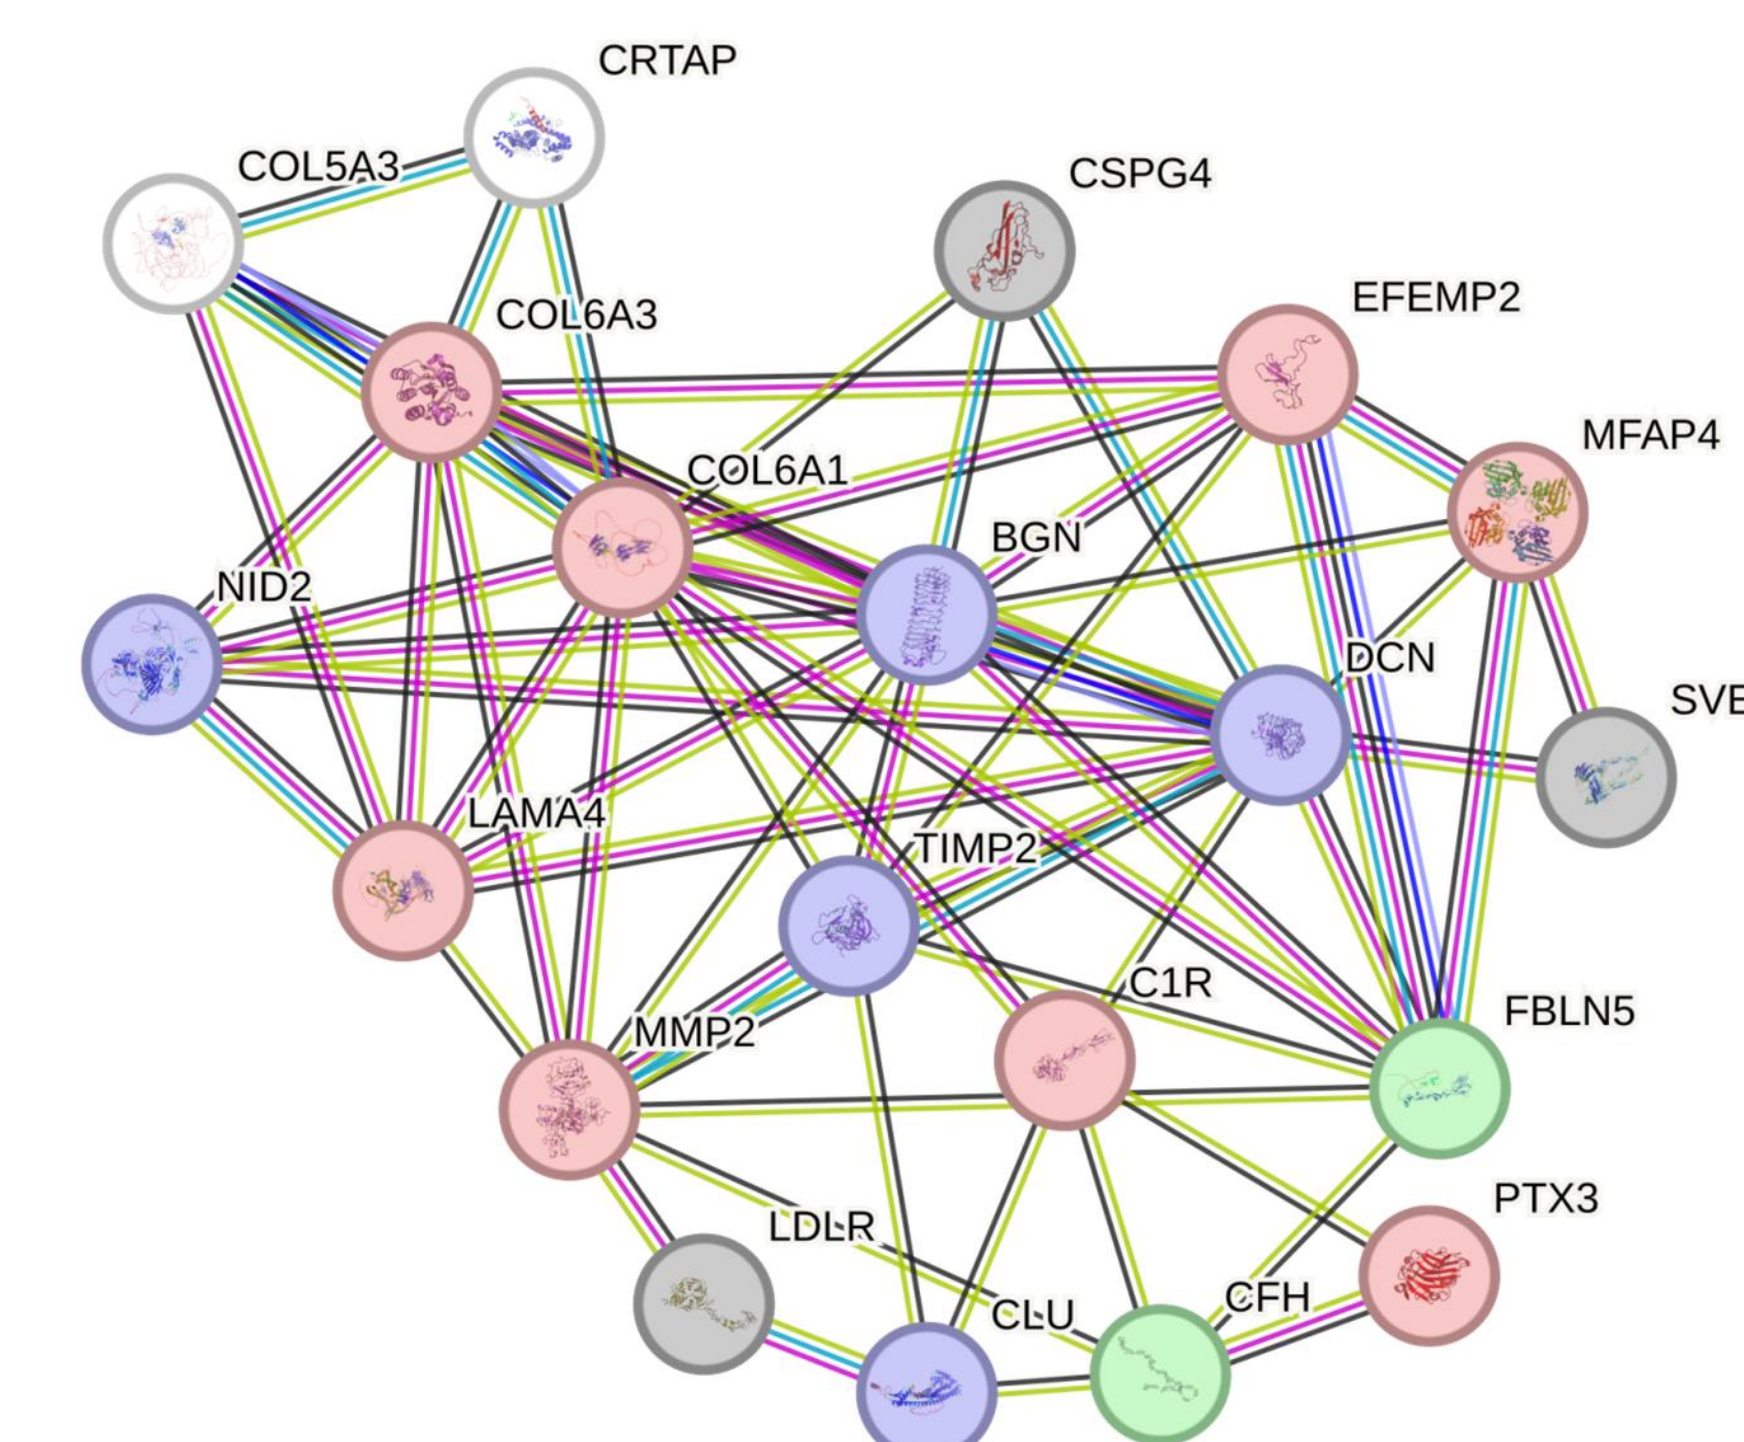 CRTAP
COL5A3
CSPG4
EFEMP2
COL6A3
MFAP4
COL6A1
BGN
NID2
DCN
SVE
LAMA4
TIMP2
C1R
FBLN5
MMP2
PTX3
LDLR
CFH
CLU